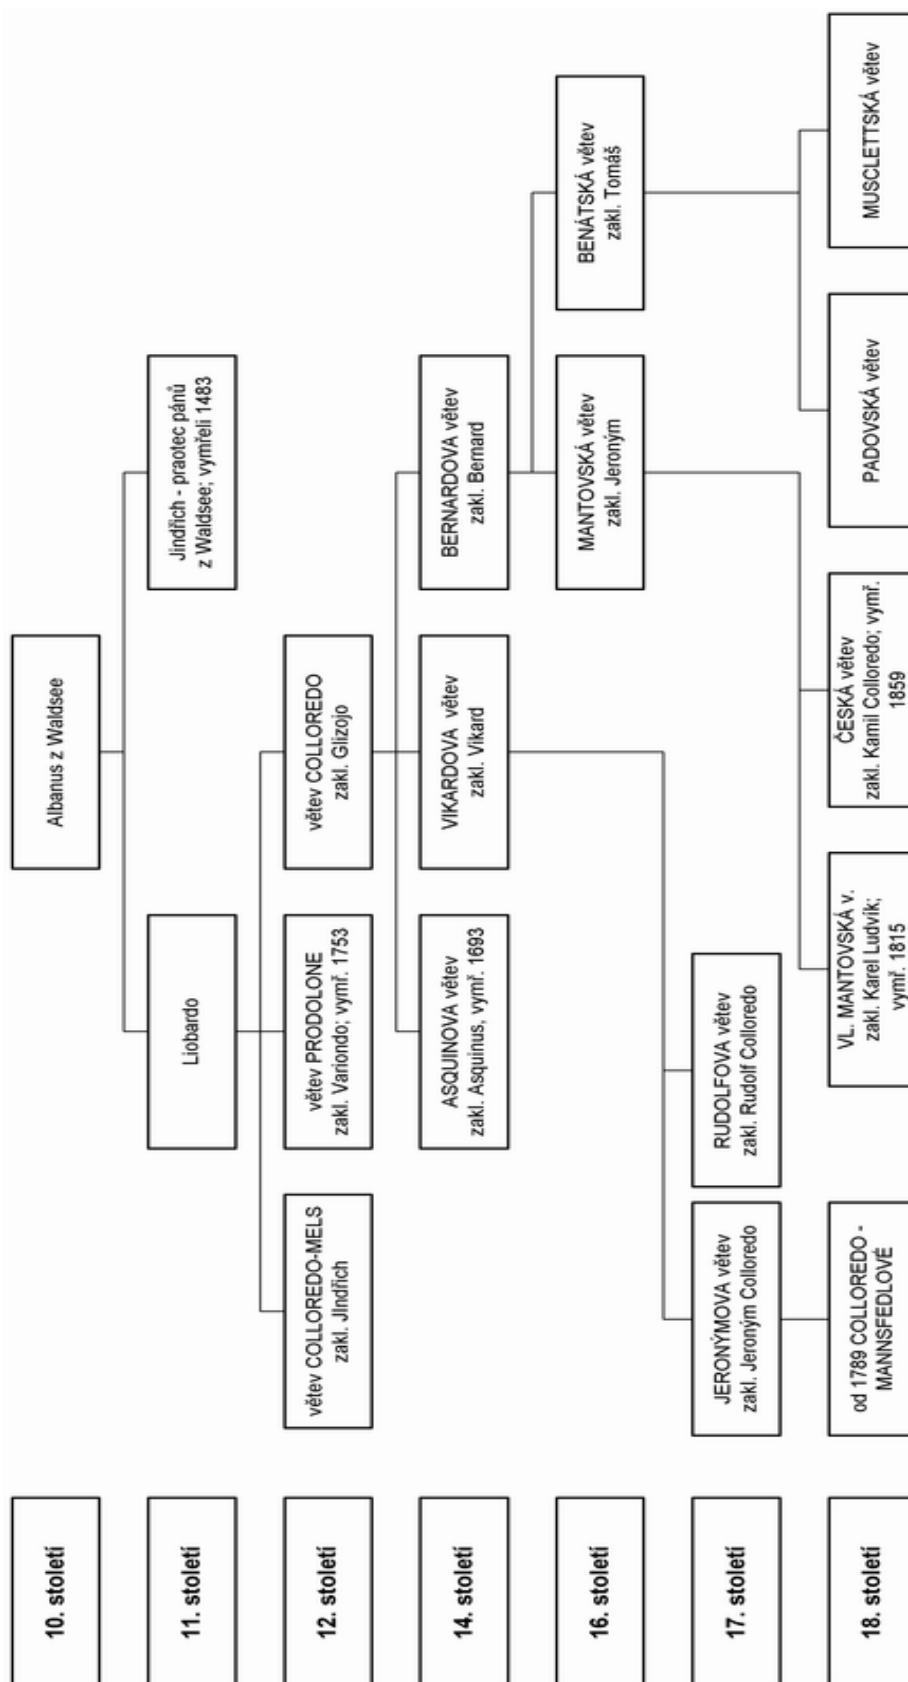 10. století
Albanus z Waldsee
11. století
Liobardo
Jindřich - praotec pánů
z Waldsee; vymřeli 1483
12. století
větev COLLOREDO-MELS
zakl. JIndřich
větev PRODOLONE
zakl. Variondo; vymř. 1753
větev COLLOREDO
zakl. Glizojo
14. století
ASQUINOVA větev
zakl. Asquinus, vymř. 1693
VIKARDOVA větev
zakl. Vikard
BERNARDOVA větev
zakl. Bernard
16. století
MANTOVSKÁ větev
zakl. Jeroným
BENÁTSKÁ větev
zakl. Tomáš
17. století
JERONÝMOVA větev
zakl. Jeroným Colloredo
RUDOLFOVA větev
zakl. Rudolf Colloredo
18. století
od 1789 COLLOREDO -
MANNSFEDLOVÉ
VL. MANTOVSKÁ v.
zakl. Karel Ludvík;
vymř. 1815
ČESKÁ větev
zakl. Kamil Colloredo; vymř.
1859
PADOVSKÁ větev
MUSCLETTSKÁ větev